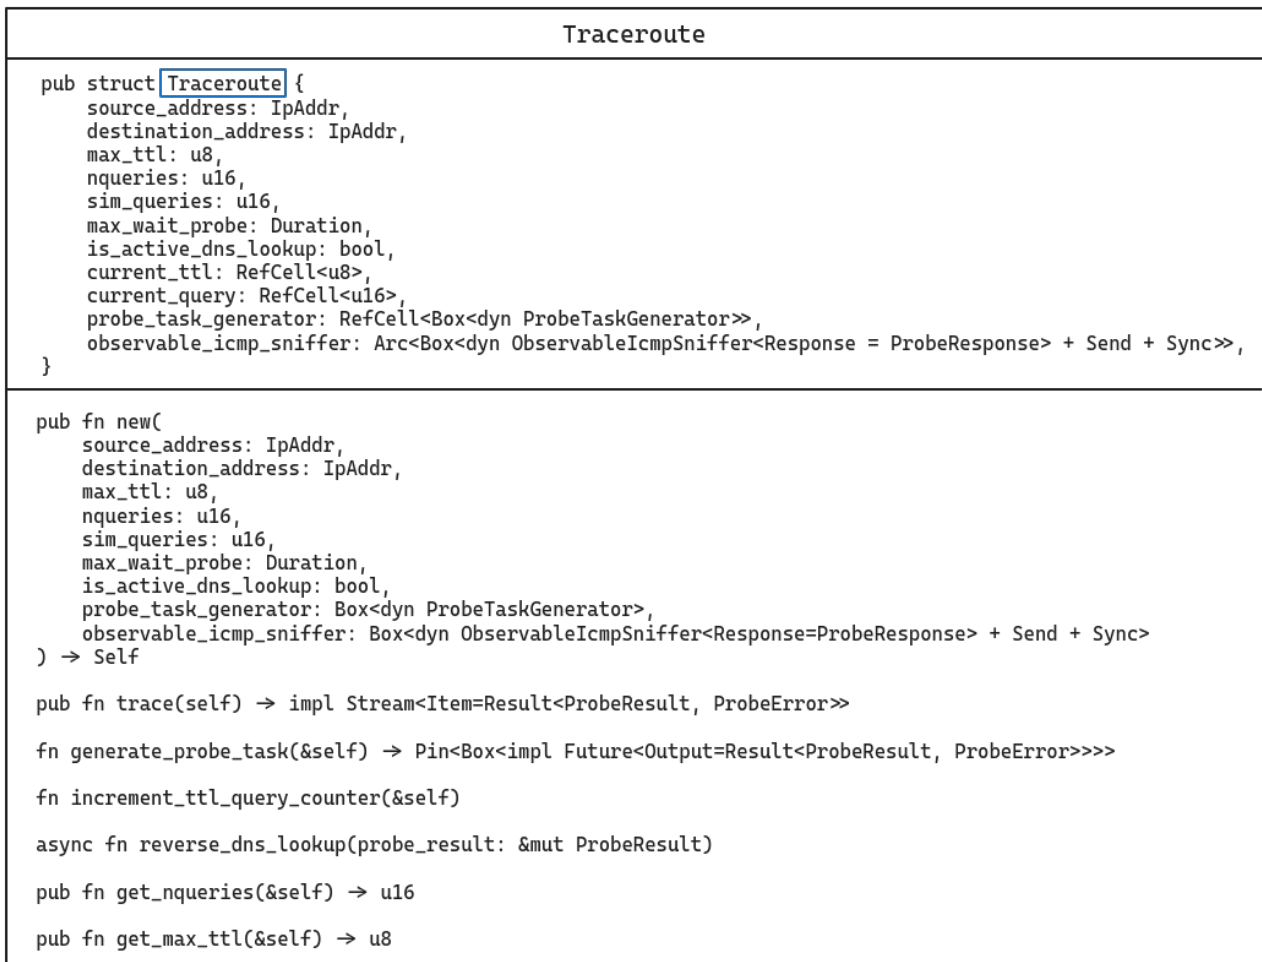 Traceroute
pub struct Traceroute {
    source_address: IpAddr,
    destination_address: IpAddr,
    max_ttl: u8,
    nqueries: u16,
    sim_queries: u16,
    max_wait_probe: Duration,
    is_active_dns_lookup: bool,
    current_ttl: RefCell<u8>,
    current_query: RefCell<u16>,
    probe_task_generator: RefCell<Box<dyn ProbeTaskGenerator>>,
    observable_icmp_sniffer: Arc<Box<dyn ObservableIcmpSniffer<Response = ProbeResponse> + Send + Sync>>,
}
pub fn new(
    source_address: IpAddr,
    destination_address: IpAddr,
    max_ttl: u8,
    nqueries: u16,
    sim_queries: u16,
    max_wait_probe: Duration,
    is_active_dns_lookup: bool,
    probe_task_generator: Box<dyn ProbeTaskGenerator>,
    observable_icmp_sniffer: Box<dyn ObservableIcmpSniffer<Response=ProbeResponse> + Send + Sync>
) -> Self
pub fn trace(self) -> impl Stream<Item=Result<ProbeResult, ProbeError>>
fn generate_probe_task(&self) -> Pin<Box<impl Future<Output=Result<ProbeResult, ProbeError>>>>
fn increment_ttl_query_counter(&self)
async fn reverse_dns_lookup(probe_result: &mut ProbeResult)
pub fn get_nqueries(&self) -> u16
pub fn get_max_ttl(&self) -> u8